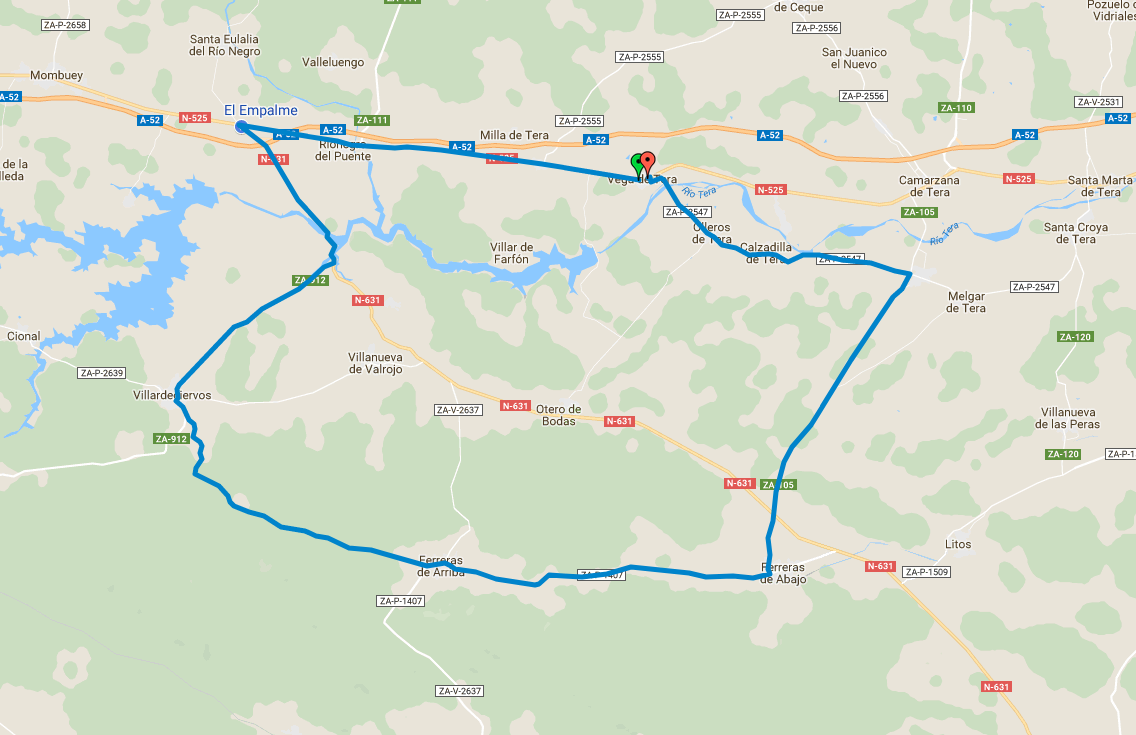 ZA-111
de Ceque
Pozuelo de
Vidriales
ZA-P-2658
ZA-P-2555
ZA-P-2556
Santa Eulalia
del Río Negro
Valleluengo
ZA-P-2555
San Juanico
el Nuevo
Mombuey
A-52
ZA-P-2556
ZA-V-2531
ZA-110
El Empalme
A-52
N-525
ZA-111
ZA-P-2555
A-52
A-52
A-52
Milla de Tera
A-52
A-52
A-52
A-52
Rionegro
del Puente
N-631
N-525
de la
lleda
Vega de Tera
Río Tera
N-525
Camarzana
de Tera
N-525
Santa Marta
de Tera
ZA-P-2547
ZA-105
Olleros
de Tera
Río Tera
Santa Croya
de Tera
Villar de
Farfón
Calzadilla
de Tera
ZA-P-2547
ZA-912
N-631
Melgar
de Tera
ZA-P-2547
Cional
ZA-120
Villanueva
de Valrojo
ZA-P-2639
Villardeciervos
ZA-V-2637
N-631
Otero de
Bodas
N-631
Villanueva
de las Peras
ZA-912
ZA-120
ZA-P-1
N-631
ZA-105
Litos
Ferreras
de Arriba
ZA-P-1407
Ferreras
de Abajo
N-631
ZA-P-1509
ZA-P-1407
ZA-V-2637
N-631